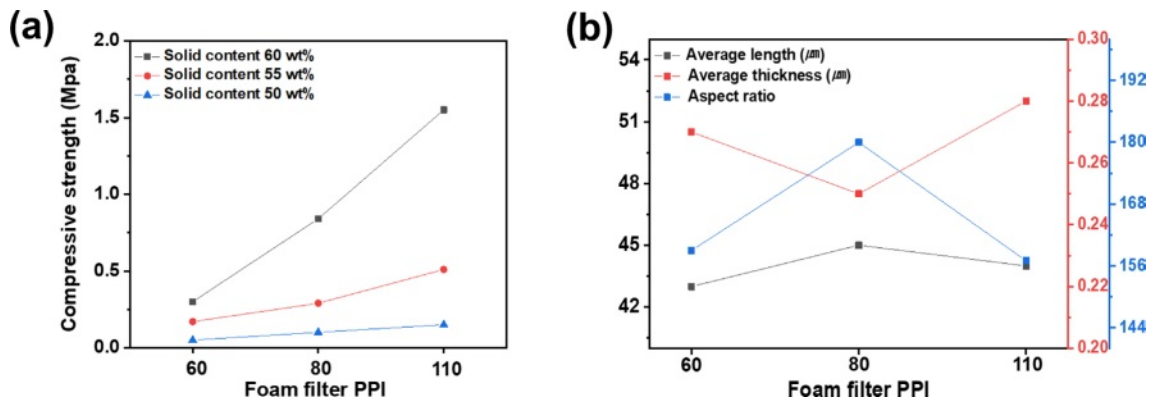 (a)
2.0
1.5
1.0
0.5
0.0
Compressive strength (Mpa)
Solid content 60 wt%
Solid content 55 wt%
Solid content 50 wt%
60 80 110
Foam filter PPI
(b)
54
51
48
45
42
Average length (㎛)
Average thickness (㎛)
Aspect ratio
0.30
0.28
0.26
0.24
0.22
0.20
192
180
168
156
144
60 80 110
Foam filter PPI